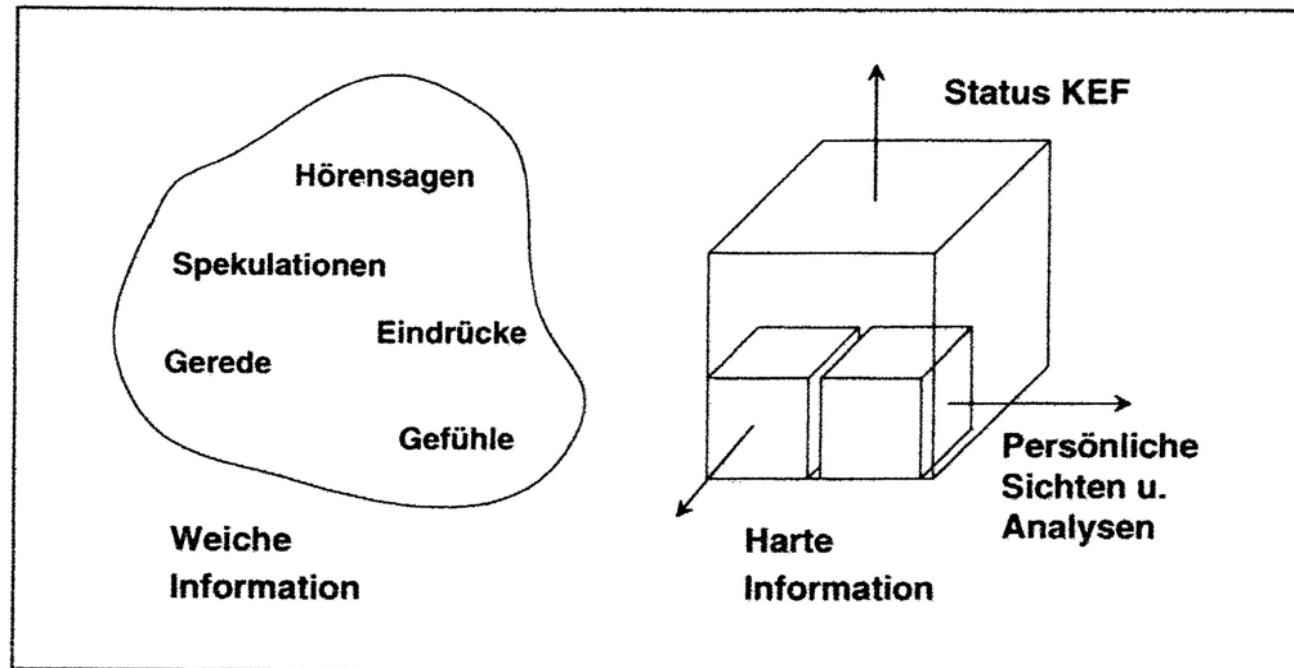 Hörensagen
Spekulationen
Eindrücke
Gerede
Gefühle
Weiche
Information
Status KEF
Persönliche
Sichten u.
Analysen
Harte
Information